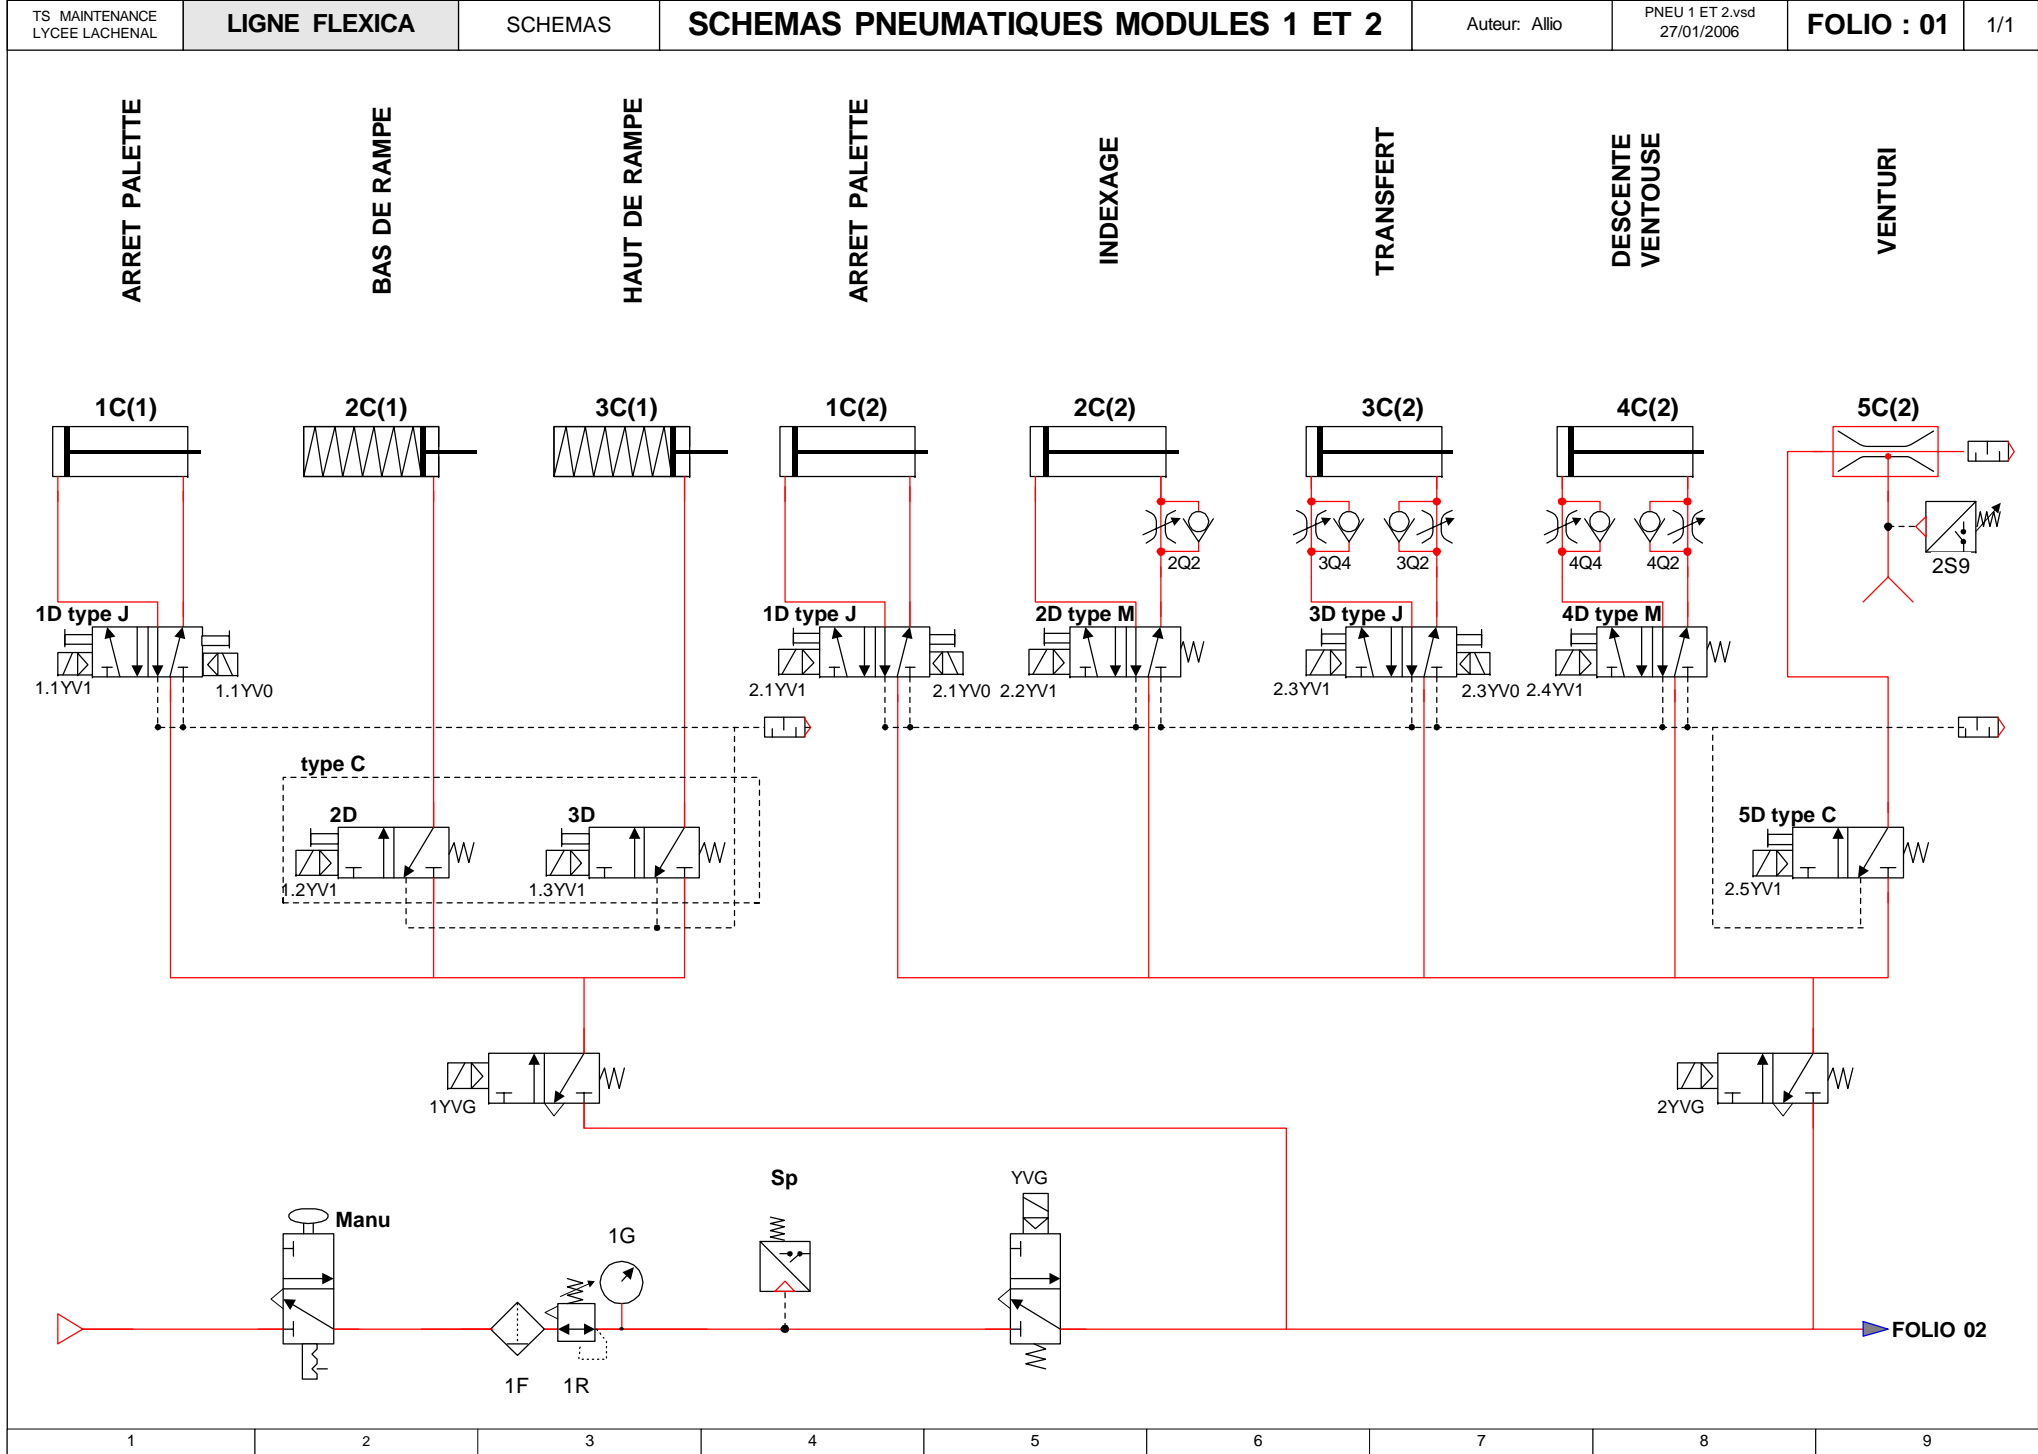 TS MAINTENANCE
LYCEE LACHENAL
LIGNE FLEXICA
SCHEMAS
SCHEMAS PNEUMATIQUES MODULES 1 ET 2
Auteur: Allio
PNEU 1 ET 2.vsd
27/01/2006
FOLIO : 01
1/1
ARRET PALETTE
BAS DE RAMPE
HAUT DE RAMPE
ARRET PALETTE
INDEXAGE
TRANSFERT
DESCENTE
VENTOUSE
VENTURI
1C(1)
2C(1)
3C(1)
1C(2)
2C(2)
3C(2)
4C(2)
5C(2)
2Q2
3Q4
3Q2
4Q4
4Q2
2S9
1D type J
1D type J
2D type M
3D type J
4D type M
1.1YV1
1.1YV0
2.1YV1
2.1YV0
2.2YV1
2.3YV1
2.3YV0
2.4YV1
type C
2D
3D
5D type C
1.2YV1
1.3YV1
2.5YV1
1YVG
2YVG
Sp
YVG
Manu
1G
FOLIO 02
1F
1R
1
2
3
4
5
6
7
8
9